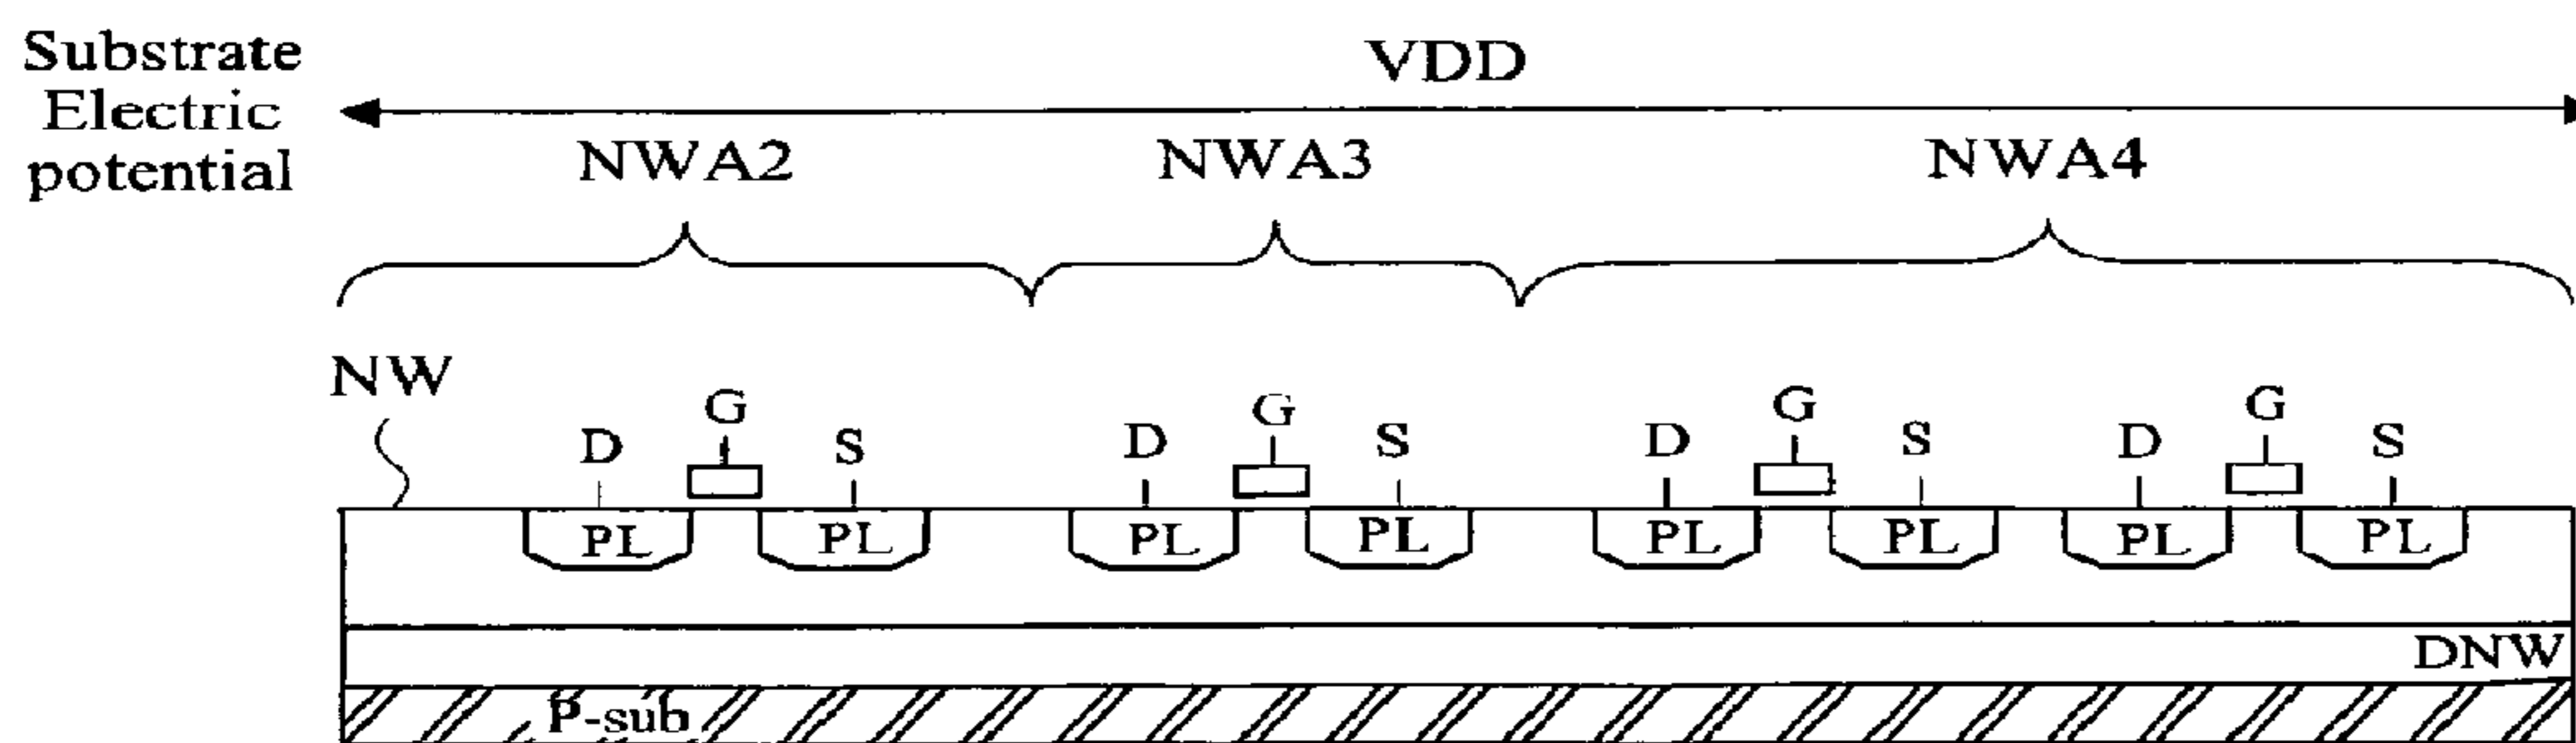 Substrate
Electric
potential
VDD
NWA2 NWA3 NWA4
NW
G G G G
D S D S D S D S
PL PL PL PL PL PL PL PL
DNW
P-sub